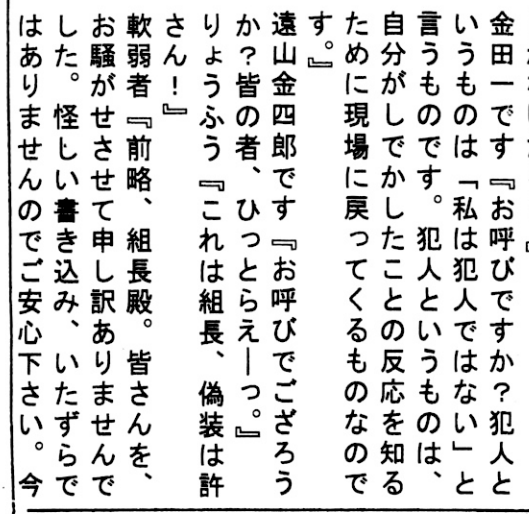 金田一です『お呼びですか？犯人と
いうものは「私は犯人ではない」と
言うものです。犯人というものは、
自分がしでかしたことの反応を知る
ために現場に戻ってくるものなので
す。』
遠山金四郎です『お呼びでござろう
か？皆の者、ひっとらえーっ。』
りょうふう『これは組長、偽装は許
さん！』
軟弱者『前略、組長殿。皆さんを、
お騒がせさせて申し訳ありませんで
した。怪しい書き込み、いたずらで
はありませんのでご安心下さい。今